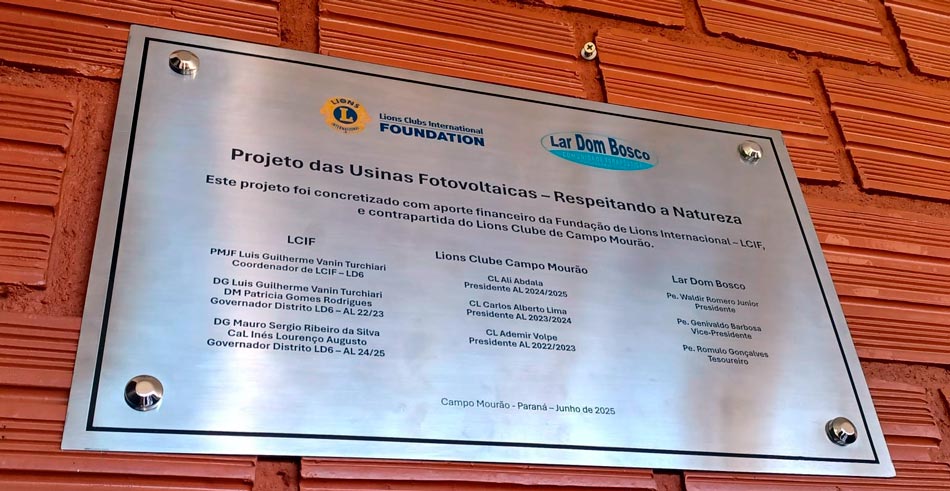 LIONS
L
INTERNATIONAL
Lions Clubs International
FOUNDATION
Lar Dom Bosco
COMUNIDADE TERAPÊUTICA
Projeto das Usinas Fotovoltaicas – Respeitando a Natureza
Este projeto foi concretizado com aporte financeiro da Fundação de Lions Internacional – LCIF,
e contrapartida do Lions Clube de Campo Mourão.
LCIF
PMJF Luis Guilherme Vanin Turchiari
Coordenador de LCIF – LD6
DG Luis Guilherme Vanin Turchiari
DM Patricia Gomes Rodrigues
Governador Distrito LD6 – AL 22/23
DG Mauro Sergio Ribeiro da Silva
CaL Inés Lourenço Augusto
Governador Distrito LD6 – AL 24/25
Lions Clube Campo Mourão
CL Ali Abdala
Presidente AL 2024/2025
CL Carlos Alberto Lima
Presidente AL 2023/2024
CL Ademir Volpe
Presidente AL 2022/2023
Lar Dom Bosco
Pe. Waldir Romero Junior
Presidente
Pe. Genivaldo Barbosa
Vice-Presidente
Pe. Romulo Gonçalves
Tesoureiro
Campo Mourão - Paraná – Junho de 2025